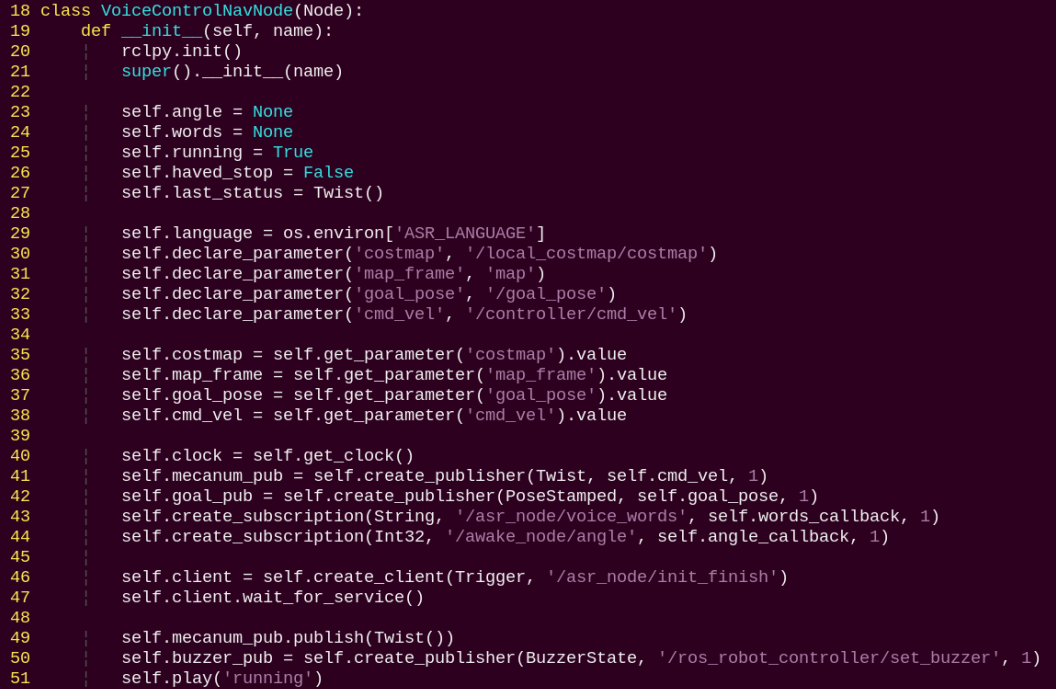 18 class VoiceControlNavNode(Node):
19     def __init__(self, name):
20         rclpy.init()
21         super().__init__(name)
22
23         self.angle = None
24         self.words = None
25         self.running = True
26         self.haved_stop = False
27         self.last_status = Twist()
28
29         self.language = os.environ['ASR_LANGUAGE']
30         self.declare_parameter('costmap', '/local_costmap/costmap')
31         self.declare_parameter('map_frame', 'map')
32         self.declare_parameter('goal_pose', '/goal_pose')
33         self.declare_parameter('cmd_vel', '/controller/cmd_vel')
34
35         self.costmap = self.get_parameter('costmap').value
36         self.map_frame = self.get_parameter('map_frame').value
37         self.goal_pose = self.get_parameter('goal_pose').value
38         self.cmd_vel = self.get_parameter('cmd_vel').value
39
40         self.clock = self.get_clock()
41         self.mecanum_pub = self.create_publisher(Twist, self.cmd_vel, 1)
42         self.goal_pub = self.create_publisher(PoseStamped, self.goal_pose, 1)
43         self.create_subscription(String, '/asr_node/voice_words', self.words_callback, 1)
44         self.create_subscription(Int32, '/awake_node/angle', self.angle_callback, 1)
45
46         self.client = self.create_client(Trigger, '/asr_node/init_finish')
47         self.client.wait_for_service()
48
49         self.mecanum_pub.publish(Twist())
50         self.buzzer_pub = self.create_publisher(BuzzerState, '/ros_robot_controller/set_buzzer', 1)
51         self.play('running')